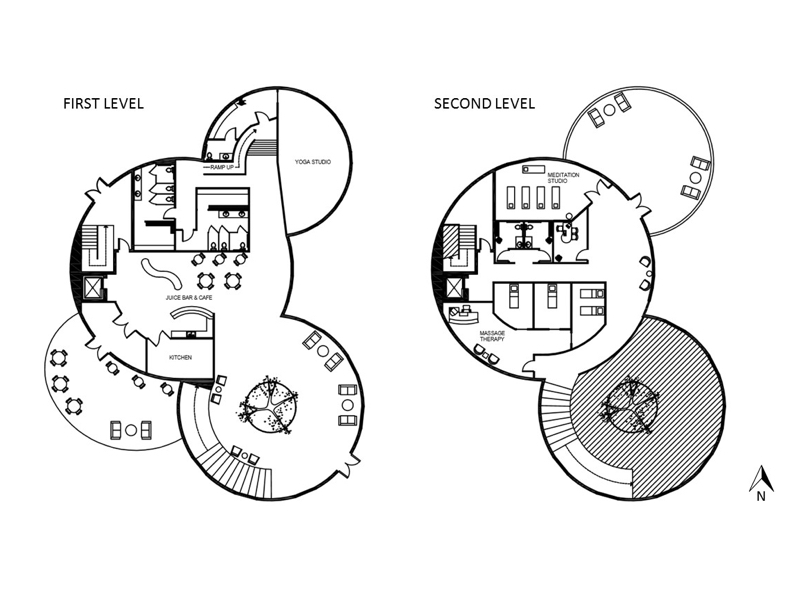 FIRST LEVEL
SECOND LEVEL
RAMP UP
YOGA STUDIO
MEDITATION
STUDIO
JUICE BAR & CAFE
KITCHEN
MASSAGE
THERAPY
N